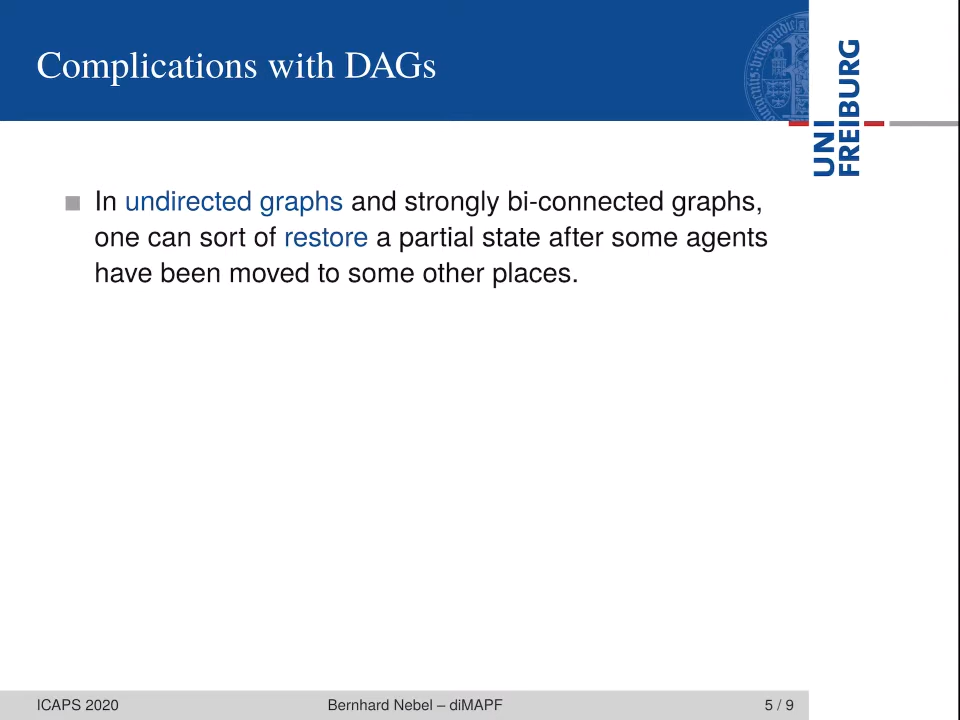 Complications with DAGs
UNI
FREIBURG
In undirected graphs and strongly bi-connected graphs,
one can sort of restore a partial state after some agents
have been moved to some other places.
ICAPS 2020
Bernhard Nebel – diMAPF
5 / 9